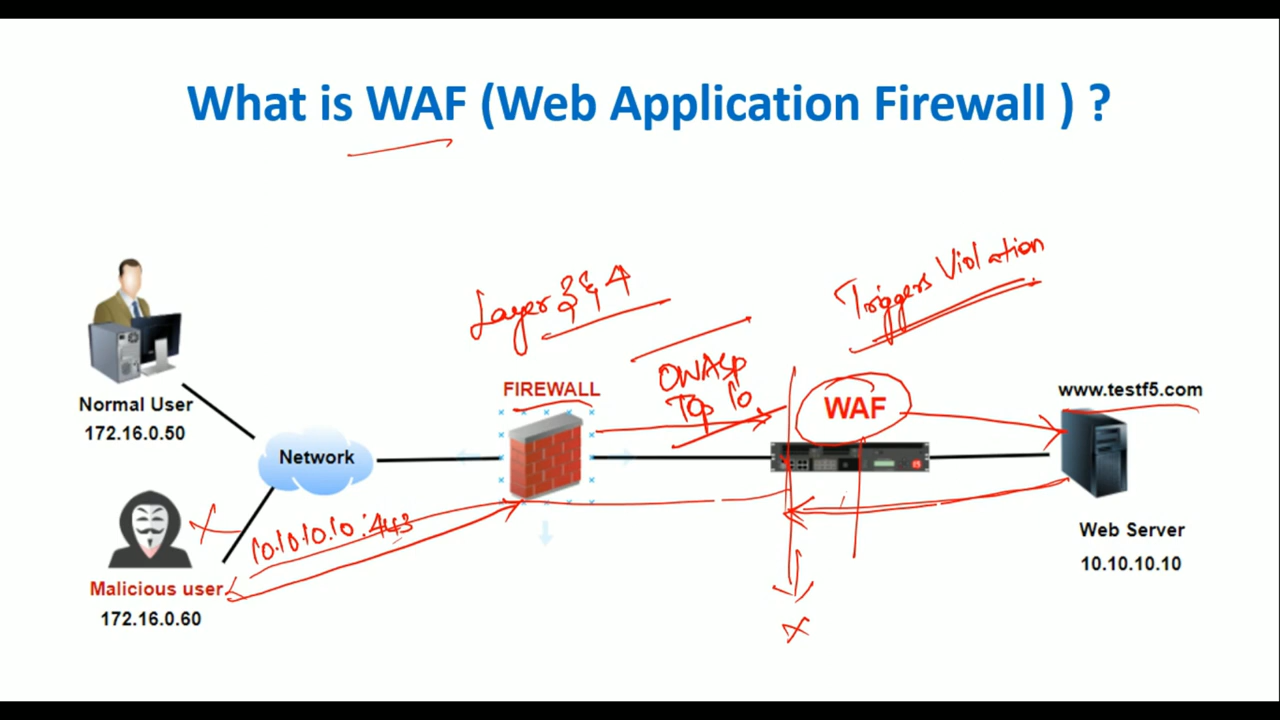 What is WAF (Web Application Firewall ) ?
Layer 3 & 4
Triggers Violation
OWASP
Top 10
FIREWALL
WAF
www.testf5.com
Normal User
172.16.0.50
Network
10.10.10.10:443
Malicious user
172.16.0.60
Web Server
10.10.10.10